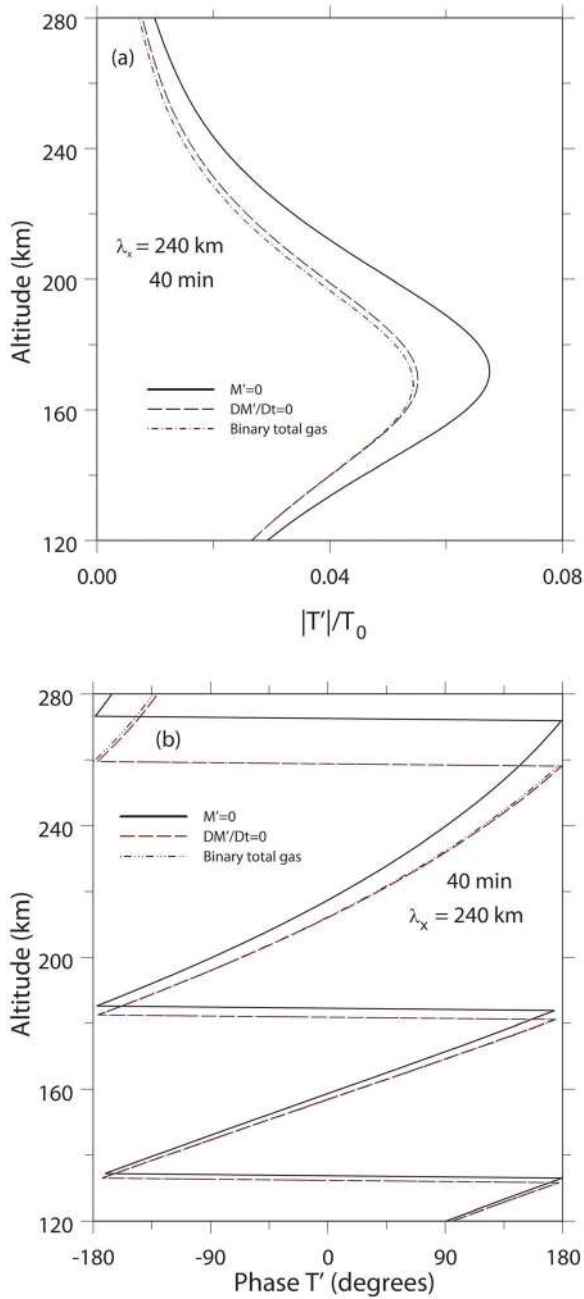 280
(a)
240
λx = 240 km
40 min
200
Altitude (km)
M'=0
160
DM'/Dt=0
Binary total gas
120
0.00 0.04 0.08
|T'|/T0
280
(b)
M'=0
240
DM'/Dt=0
Binary total gas
40 min
λx = 240 km
Altitude (km)
200
160
120
-180 -90 0 90 180
Phase T' (degrees)